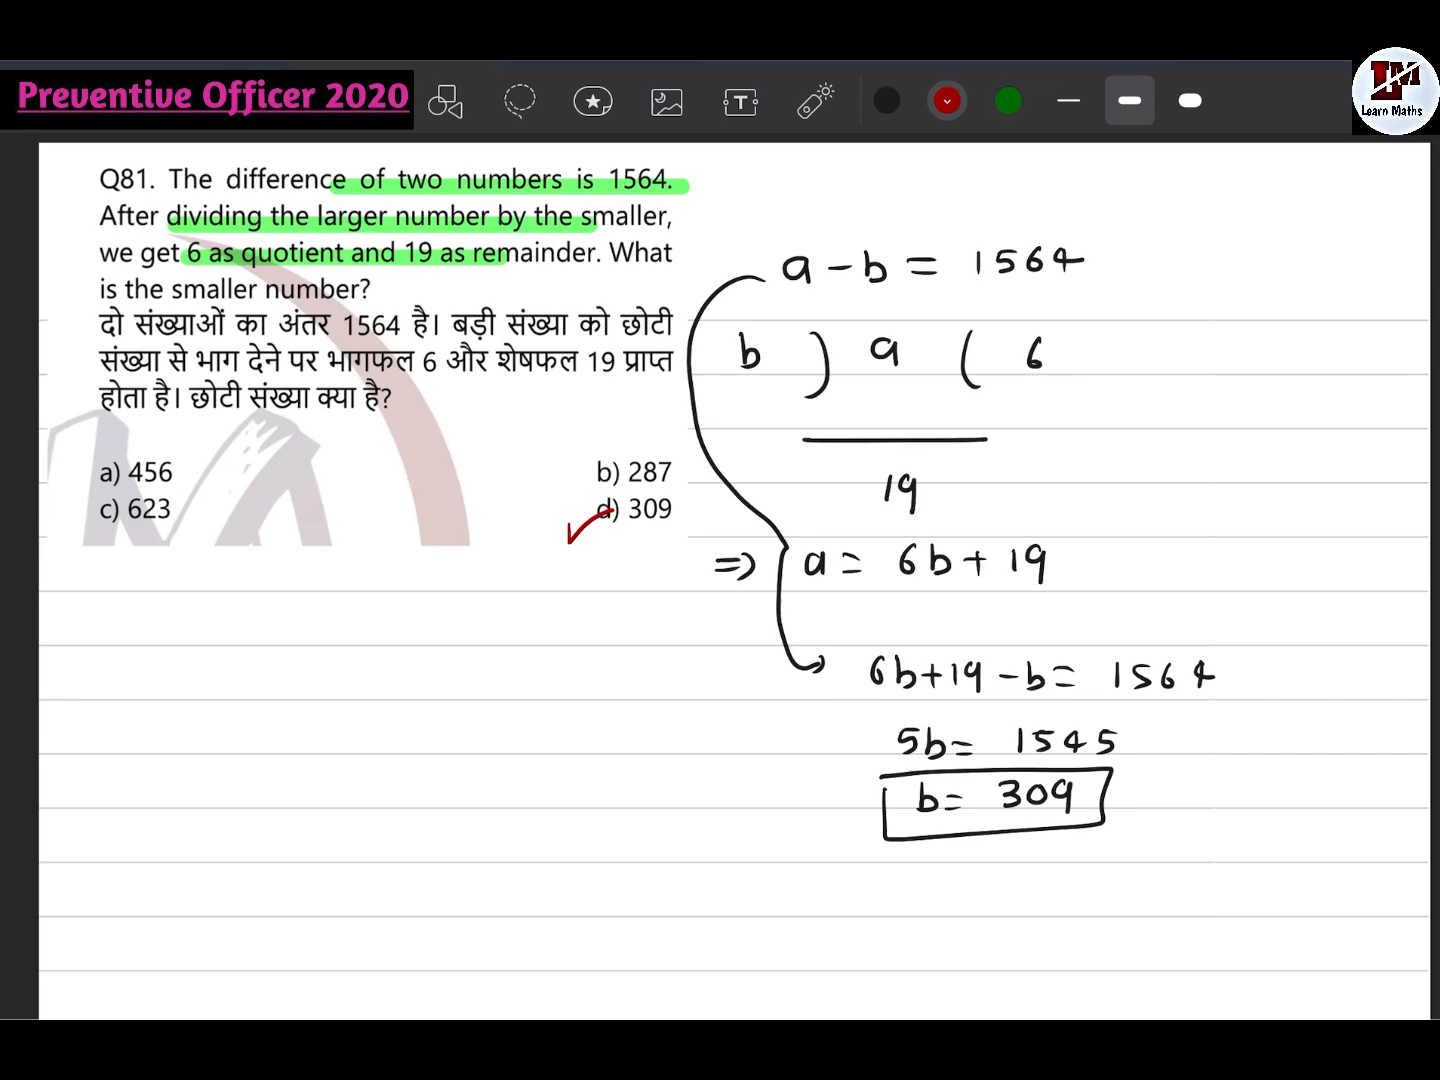 Preventive Officer 2020
T
LM
Learn Maths
Q81. The difference of two numbers is 1564.
After dividing the larger number by the smaller,
we get 6 as quotient and 19 as remainder. What
is the smaller number?
दो संख्याओं का अंतर 1564 है। बड़ी संख्या को छोटी
संख्या से भाग देने पर भागफल 6 और शेषफल 19 प्राप्त
होता है। छोटी संख्या क्या है?
a) 456 b) 287
c) 623 d) 309
a - b = 1564
b ) a ( 6
19
⇒ a = 6b + 19
6b + 19 - b = 1564
5b = 1545
b = 309